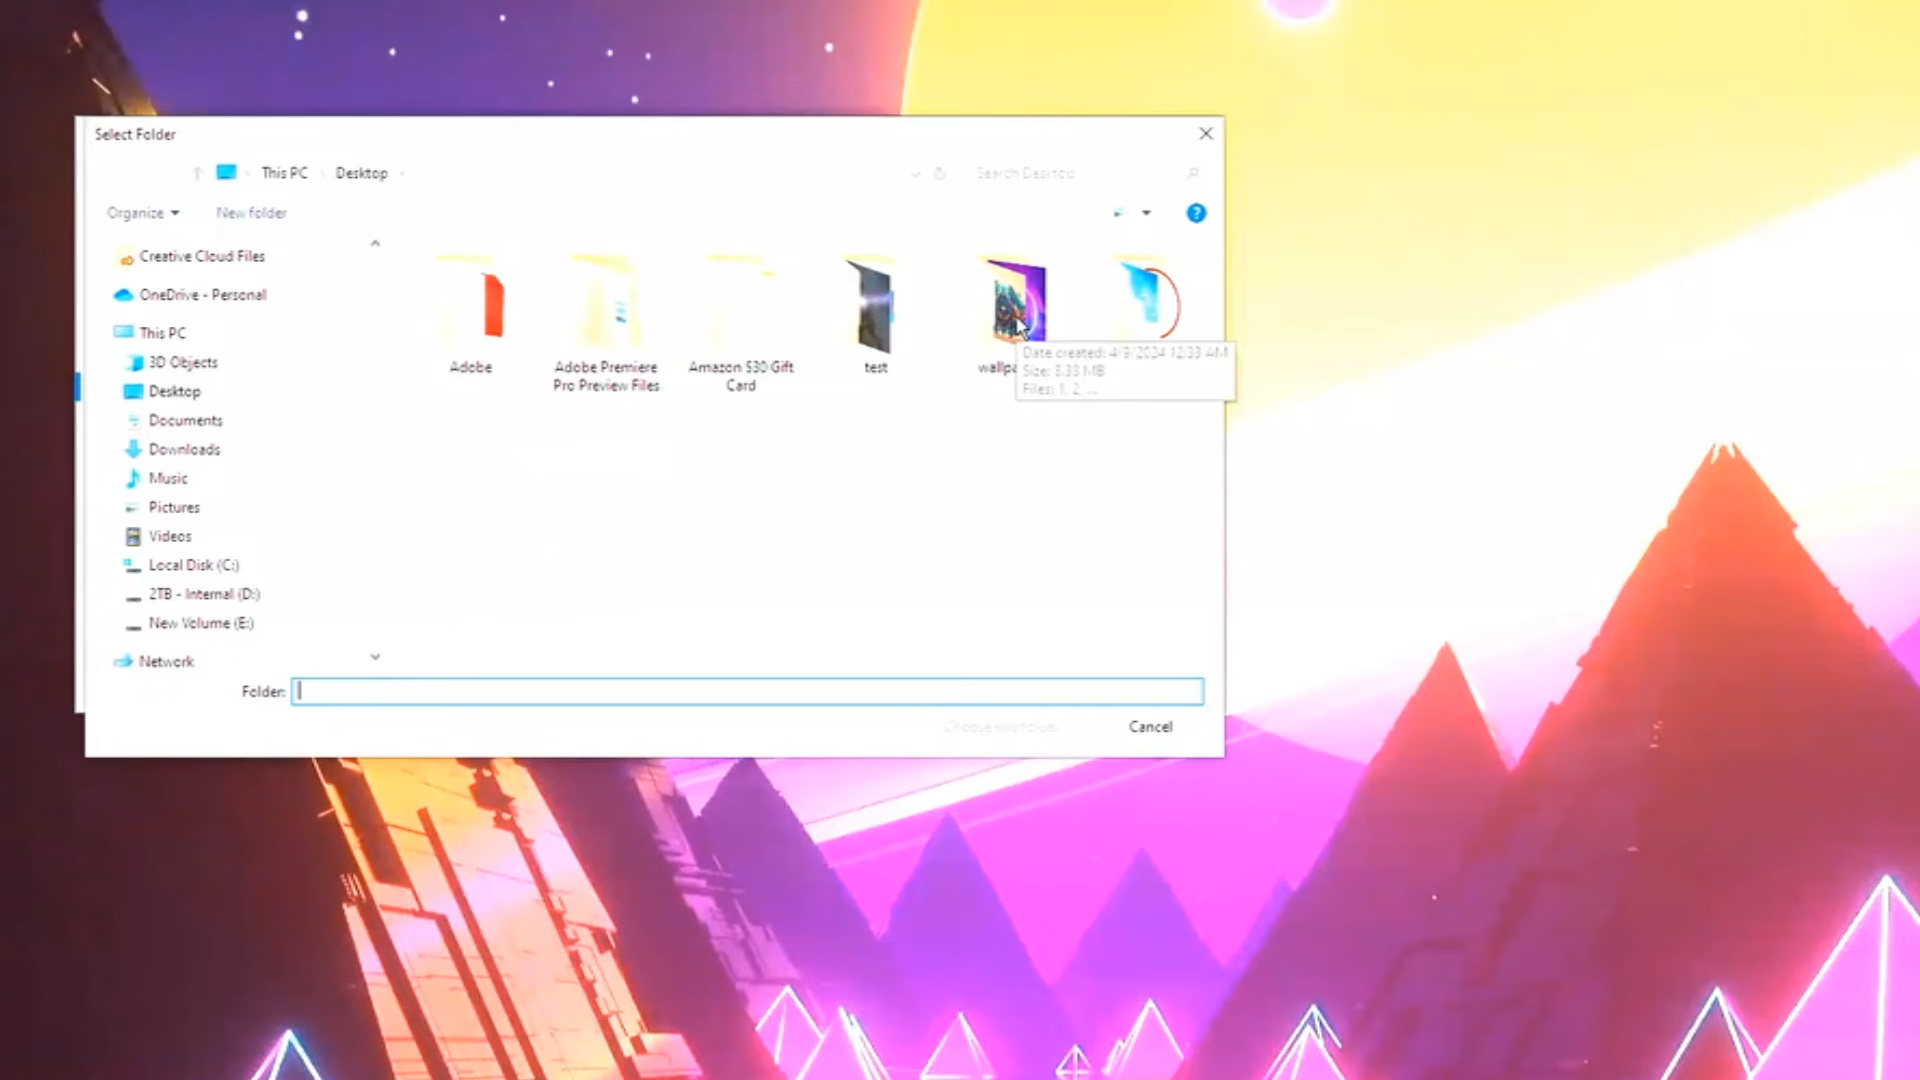 Select Folder
This PC
Desktop
Search Desktop
Organize
New folder
Creative Cloud Files
OneDrive - Personal
This PC
3D Objects
Desktop
Documents
Downloads
Music
Pictures
Videos
Local Disk (C:)
2TB - Internal (D:)
New Volume (E:)
Network
Adobe
Adobe Premiere
Pro Preview Files
Amazon $30 Gift
Card
test
wallpa
Date created: 4/9/2024 12:33 AM
Size: 8.33 MB
Files: 1, 2, ...
Folder:
Cancel